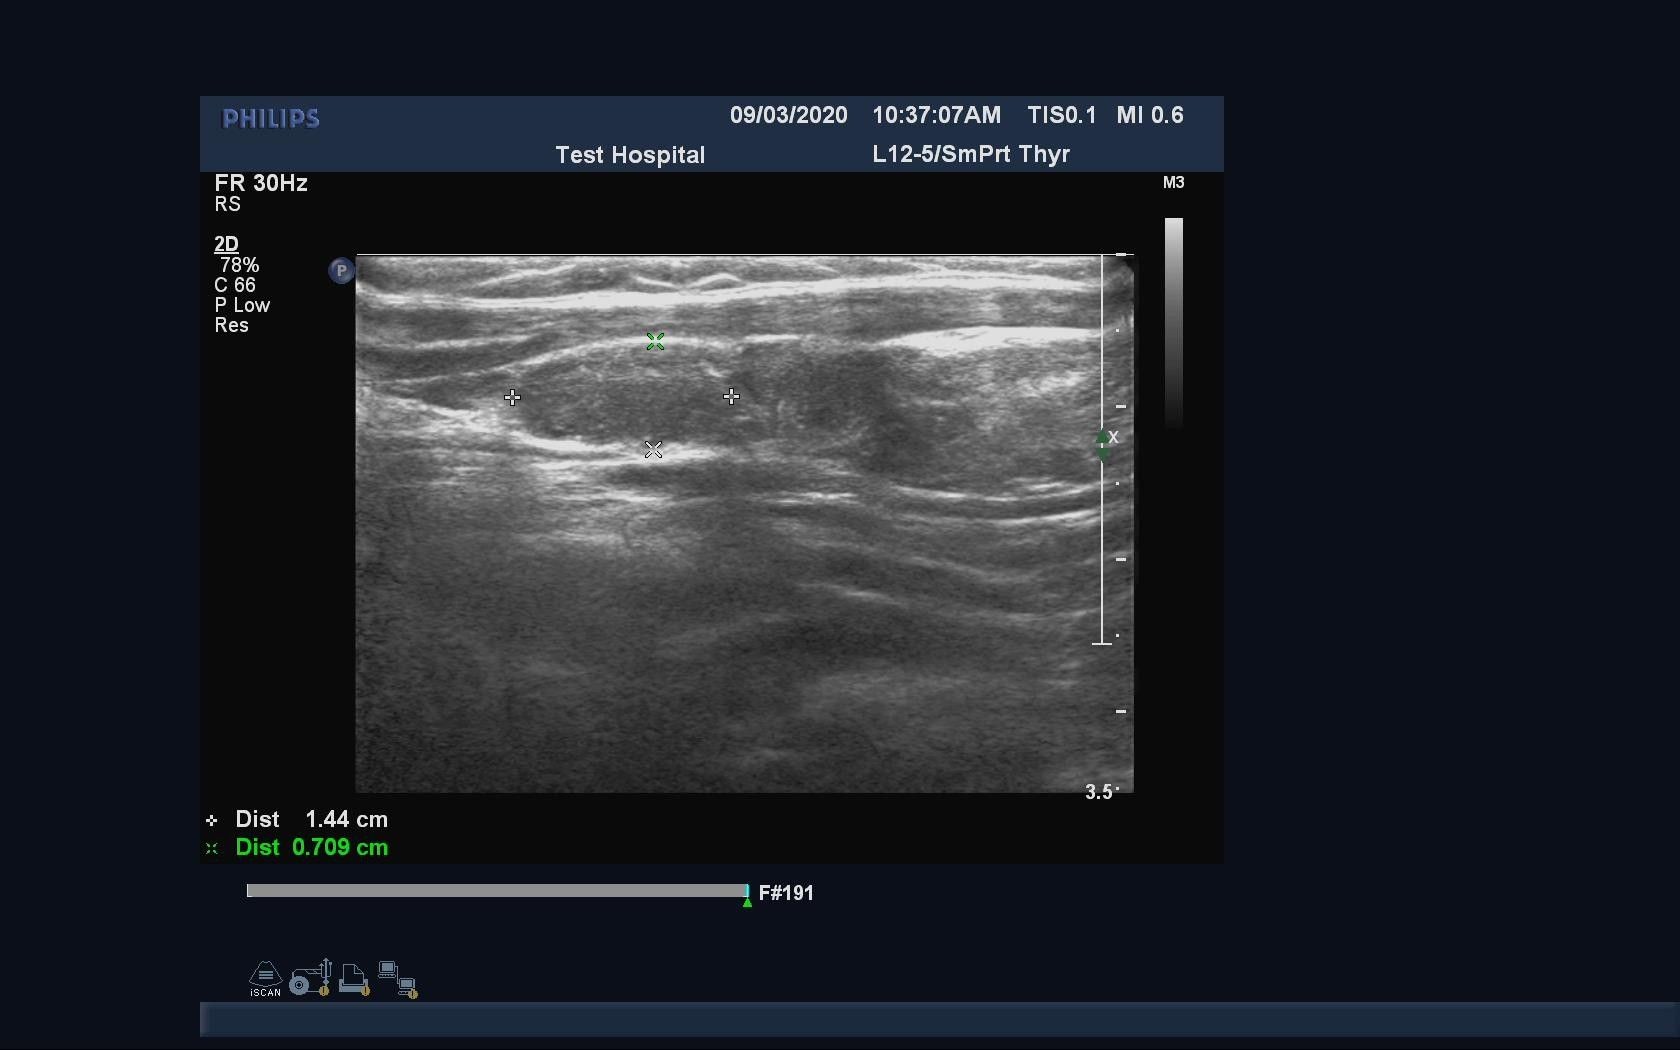 PHILIPS
09/03/2020 10:37:07AM TIS0.1 MI 0.6
Test Hospital L12-5/SmPrt Thyr
FR 30Hz
RS
M3
2D
78%
C 66
P Low
Res
P
X
3.5
Dist 1.44 cm
Dist 0.709 cm
F#191
iSCAN